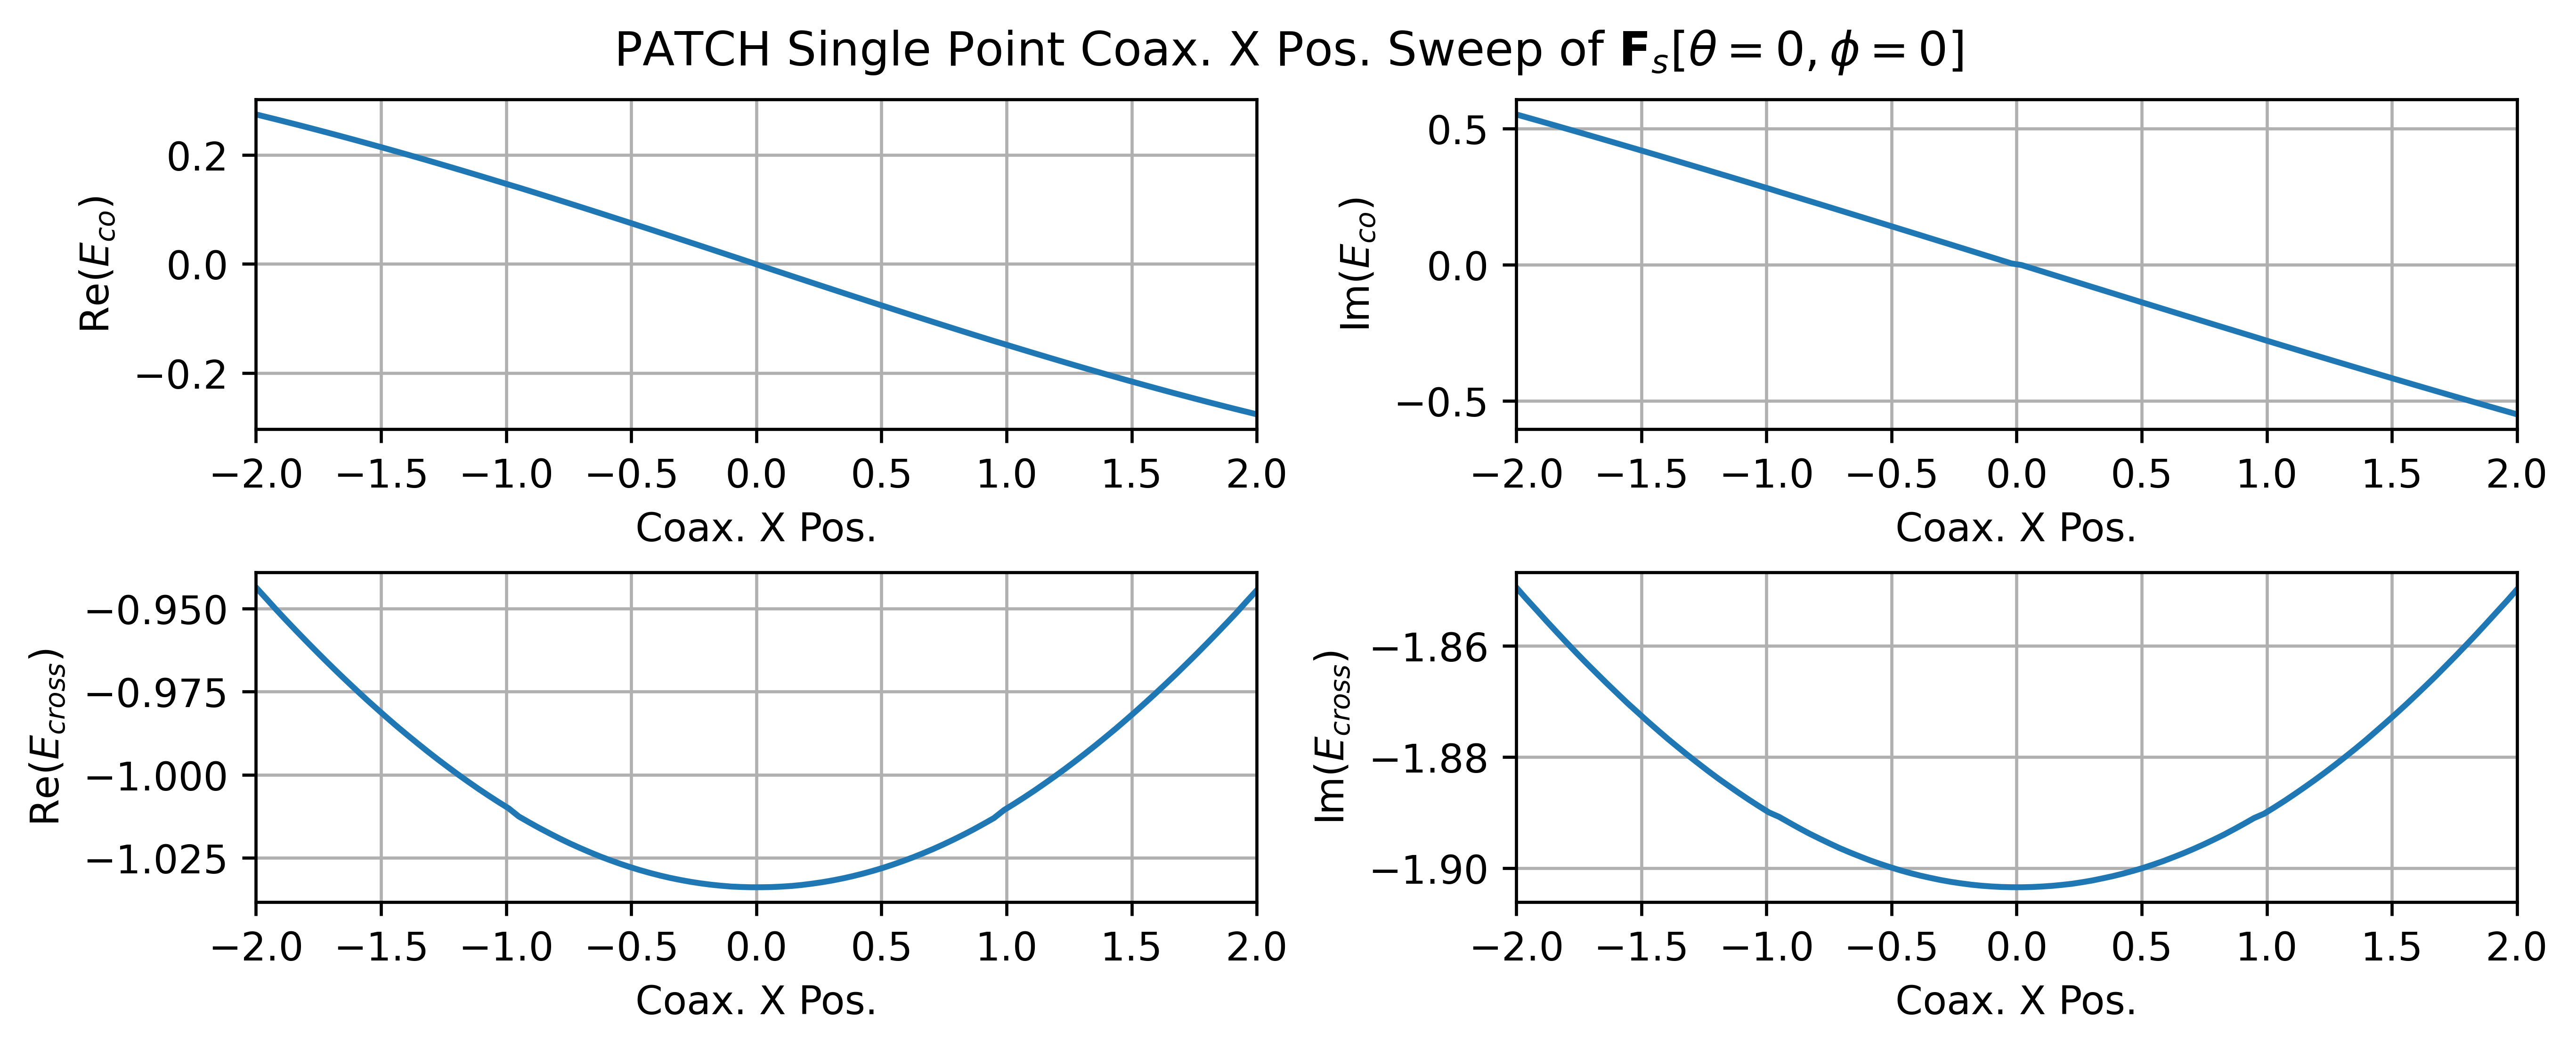 PATCH Single Point Coax. X Pos. Sweep of F_s[θ = 0, ϕ = 0]
Re(E_co)
0.2
0.0
−0.2
−2.0 −1.5 −1.0 −0.5 0.0 0.5 1.0 1.5 2.0
Coax. X Pos.
Im(E_co)
0.5
0.0
−0.5
−2.0 −1.5 −1.0 −0.5 0.0 0.5 1.0 1.5 2.0
Coax. X Pos.
Re(E_cross)
−0.950
−0.975
−1.000
−1.025
−2.0 −1.5 −1.0 −0.5 0.0 0.5 1.0 1.5 2.0
Coax. X Pos.
Im(E_cross)
−1.86
−1.88
−1.90
−2.0 −1.5 −1.0 −0.5 0.0 0.5 1.0 1.5 2.0
Coax. X Pos.